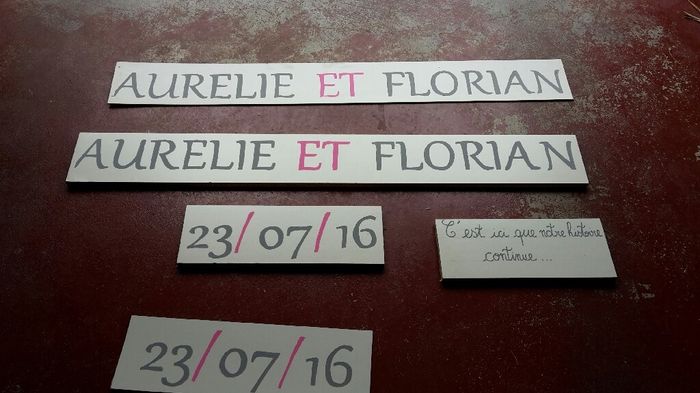 AURELIE ET FLORIAN
AURELIE ET FLORIAN
23/07/16
C'est ici que notre histoire
continue...
23/07/16